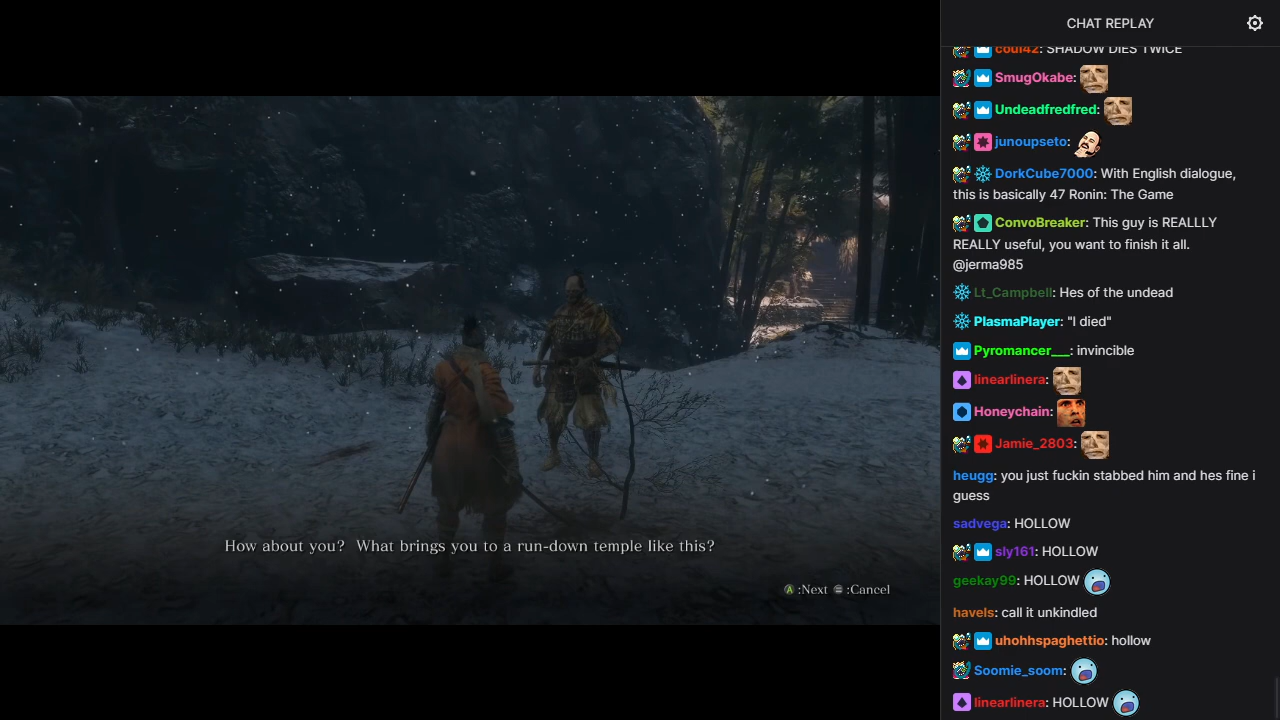 How about you? What brings you to a run-down temple like this?
:Next :Cancel
CHAT REPLAY
coul42: SHADOW DIES TWICE
SmugOkabe:
Undeadfredfred:
junoupseto:
DorkCube7000: With English dialogue,
this is basically 47 Ronin: The Game
ConvoBreaker: This guy is REALLLY
REALLY useful, you want to finish it all.
@jerma985
Lt_Campbell: Hes of the undead
PlasmaPlayer: "I died"
Pyromancer___: invincible
linearlinera:
Honeychain:
Jamie_2803:
heugg: you just fuckin stabbed him and hes fine i
guess
sadvega: HOLLOW
sly161: HOLLOW
geekay99: HOLLOW
havels: call it unkindled
uhohhspaghettio: hollow
Soomie_soom:
linearlinera: HOLLOW